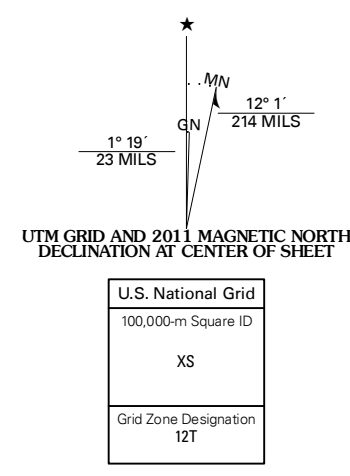 ★
MN
GN
12° 1´
214 MILS
1° 19´
23 MILS
UTM GRID AND 2011 MAGNETIC NORTH
DECLINATION AT CENTER OF SHEET
U.S. National Grid
100,000-m Square ID
XS
Grid Zone Designation
12T